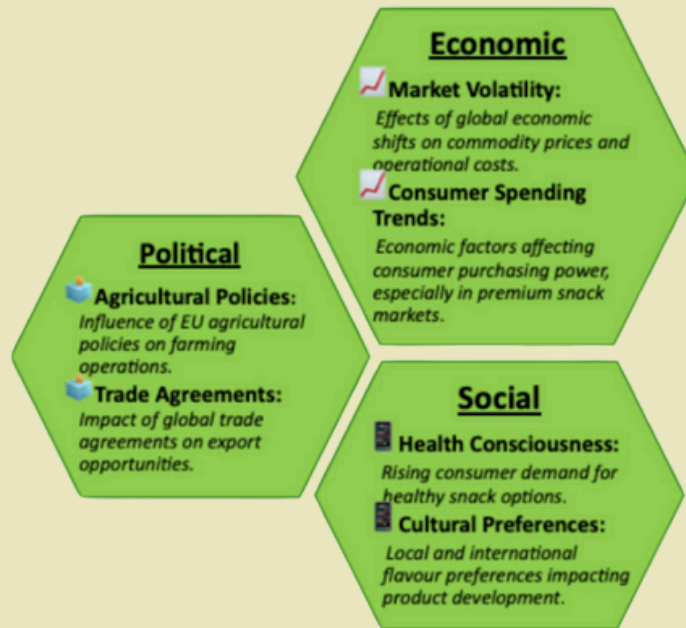 Economic
Market Volatility:
Effects of global economic
shifts on commodity prices and
operational costs.
Consumer Spending
Trends:
Economic factors affecting
consumer purchasing power,
especially in premium snack
markets.
Political
Agricultural Policies:
Influence of EU agricultural
policies on farming
operations.
Trade Agreements:
Impact of global trade
agreements on export
opportunities.
Social
Health Consciousness:
Rising consumer demand for
healthy snack options.
Cultural Preferences:
Local and international
flavour preferences impacting
product development.